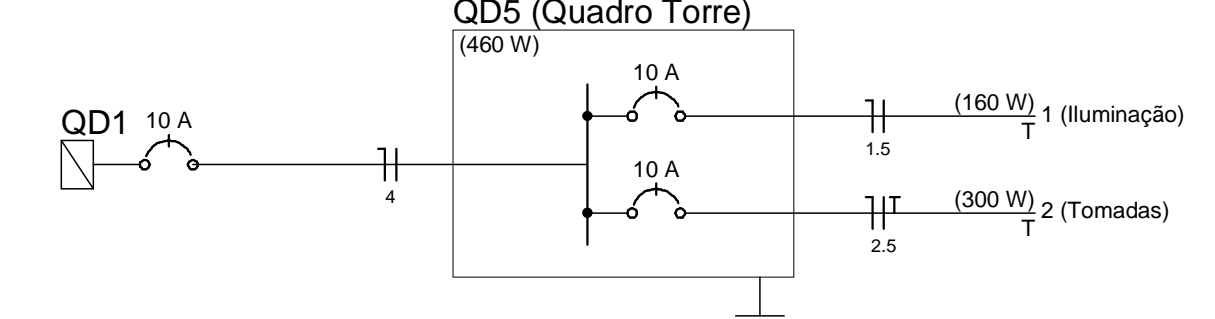 QD5 (Quadro Torre)
(460 W)
10 A
QD1
10 A
(160 W)
1 (Iluminação)
T
1.5
4
10 A
T
(300 W)
2 (Tomadas)
T
2.5